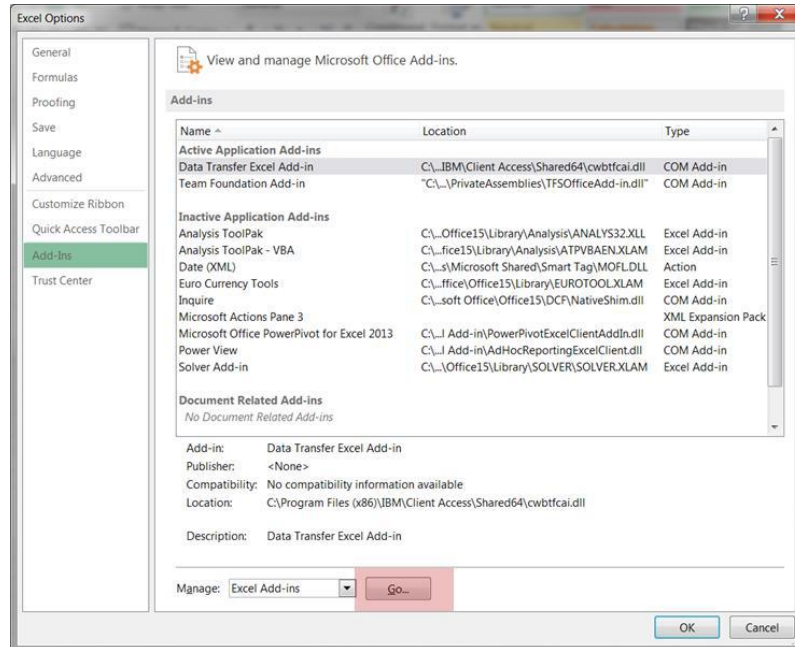 Excel Options
General
Formulas
Proofing
Save
Language
Advanced
Customize Ribbon
Quick Access Toolbar
Add-Ins
Trust Center
View and manage Microsoft Office Add-ins.
Add-ins
Name Location Type
Active Application Add-ins
Data Transfer Excel Add-in C:\...IBM\Client Access\Shared64\cwbtfcai.dll COM Add-in
Team Foundation Add-in "C:\...\PrivateAssemblies\TFSOfficeAdd-in.dll" COM Add-in
Inactive Application Add-ins
Analysis ToolPak C:\...Office15\Library\Analysis\ANALYS32.XLL Excel Add-in
Analysis ToolPak - VBA C:\...fice15\Library\Analysis\ATPVBAEN.XLAM Excel Add-in
Date (XML) C:\...s\Microsoft Shared\Smart Tag\MOFL.DLL Action
Euro Currency Tools C:\...ffice\Office15\Library\EUROTOOL.XLAM Excel Add-in
Inquire C:\...soft Office\Office15\DCF\NativeShim.dll COM Add-in
Microsoft Actions Pane 3 XML Expansion Pack
Microsoft Office PowerPivot for Excel 2013 C:\...l Add-in\PowerPivotExcelClientAddIn.dll COM Add-in
Power View C:\...l Add-in\AdHocReportingExcelClient.dll COM Add-in
Solver Add-in C:\...\Office15\Library\SOLVER\SOLVER.XLAM Excel Add-in
Document Related Add-ins
No Document Related Add-ins
Add-in: Data Transfer Excel Add-in
Publisher: <None>
Compatibility: No compatibility information available
Location: C:\Program Files (x86)\IBM\Client Access\Shared64\cwbtfcai.dll
Description: Data Transfer Excel Add-in
Manage: Excel Add-ins Go...
OK Cancel